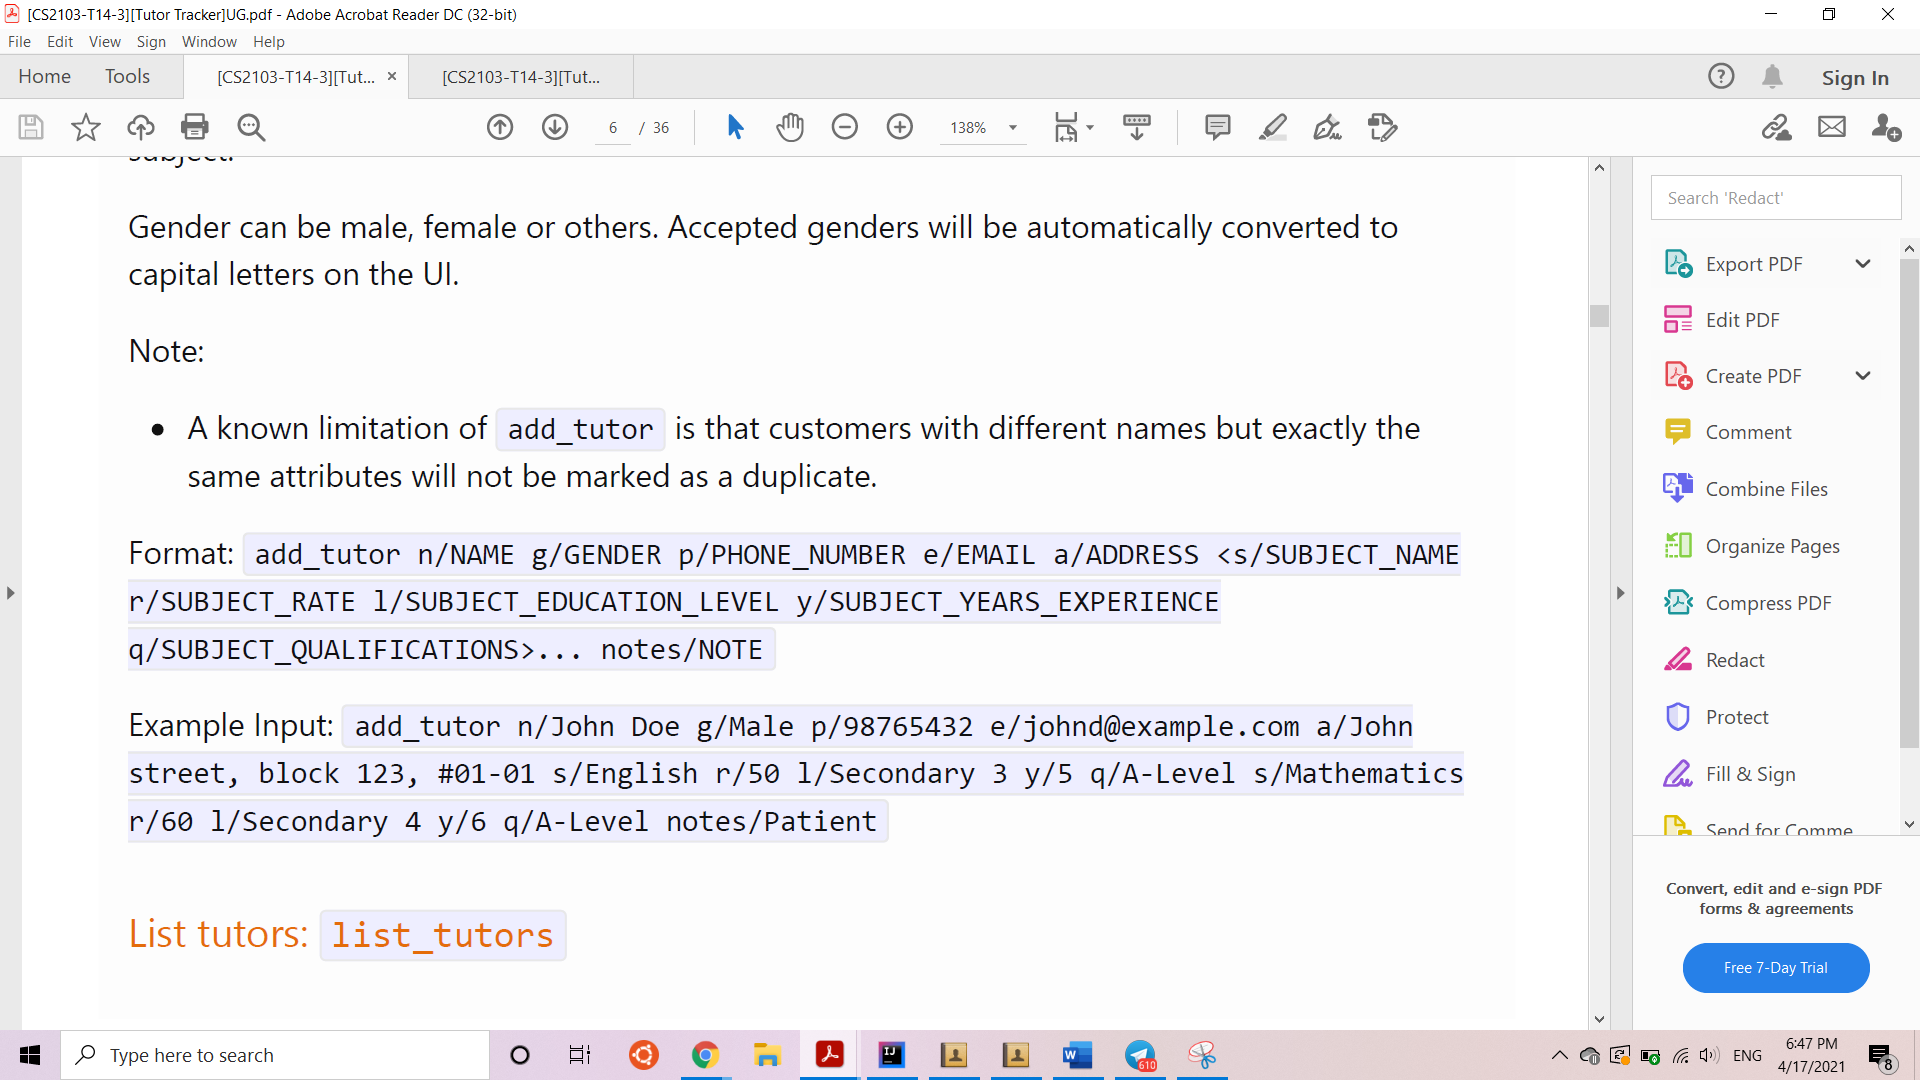 [CS2103-T14-3][Tutor Tracker]UG.pdf - Adobe Acrobat Reader DC (32-bit)
File Edit View Sign Window Help
Home Tools [CS2103-T14-3][Tut... × [CS2103-T14-3][Tut... Sign In
6 / 36 138%
subject.
Gender can be male, female or others. Accepted genders will be automatically converted to
capital letters on the UI.
Note:
• A known limitation of add_tutor is that customers with different names but exactly the
same attributes will not be marked as a duplicate.
Format: add_tutor n/NAME g/GENDER p/PHONE_NUMBER e/EMAIL a/ADDRESS <s/SUBJECT_NAME
r/SUBJECT_RATE l/SUBJECT_EDUCATION_LEVEL y/SUBJECT_YEARS_EXPERIENCE
q/SUBJECT_QUALIFICATIONS>... notes/NOTE
Example Input: add_tutor n/John Doe g/Male p/98765432 e/johnd@example.com a/John
street, block 123, #01-01 s/English r/50 l/Secondary 3 y/5 q/A-Level s/Mathematics
r/60 l/Secondary 4 y/6 q/A-Level notes/Patient
List tutors: list_tutors
Search 'Redact'
Export PDF
Edit PDF
Create PDF
Comment
Combine Files
Organize Pages
Compress PDF
Redact
Protect
Fill & Sign
Send for Comme
Convert, edit and e-sign PDF
forms & agreements
Free 7-Day Trial
Type here to search
IJ
W
610
ENG
6:47 PM
4/17/2021
8